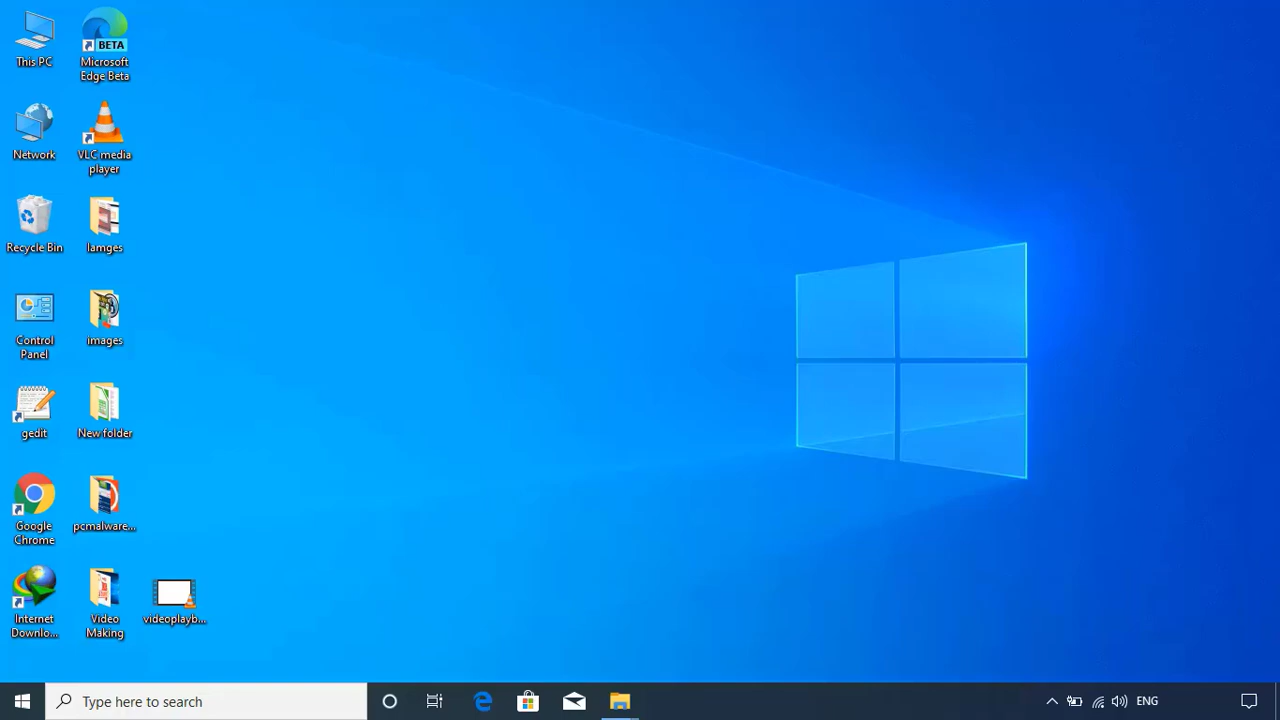 This PC
BETA
Microsoft
Edge Beta
Network
VLC media
player
Recycle Bin
Iamges
Control
Panel
images
gedit
New folder
Google
Chrome
pcmalware...
Internet
Downlo...
Video
Making
videoplayb...
Type here to search
ENG